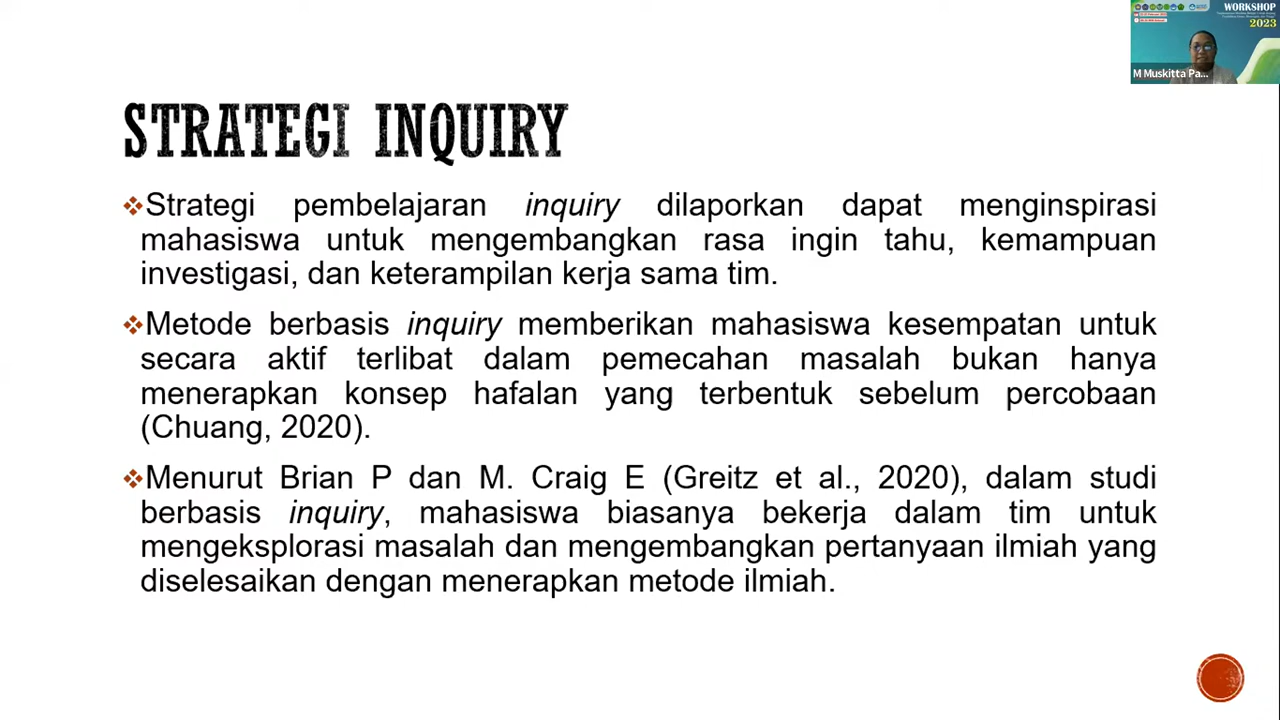 WORKSHOP
2023
M Muskitta Pa...
STRATEGI INQUIRY
❖Strategi pembelajaran inquiry dilaporkan dapat menginspirasi
mahasiswa untuk mengembangkan rasa ingin tahu, kemampuan
investigasi, dan keterampilan kerja sama tim.
❖Metode berbasis inquiry memberikan mahasiswa kesempatan untuk
secara aktif terlibat dalam pemecahan masalah bukan hanya
menerapkan konsep hafalan yang terbentuk sebelum percobaan
(Chuang, 2020).
❖Menurut Brian P dan M. Craig E (Greitz et al., 2020), dalam studi
berbasis inquiry, mahasiswa biasanya bekerja dalam tim untuk
mengeksplorasi masalah dan mengembangkan pertanyaan ilmiah yang
diselesaikan dengan menerapkan metode ilmiah.